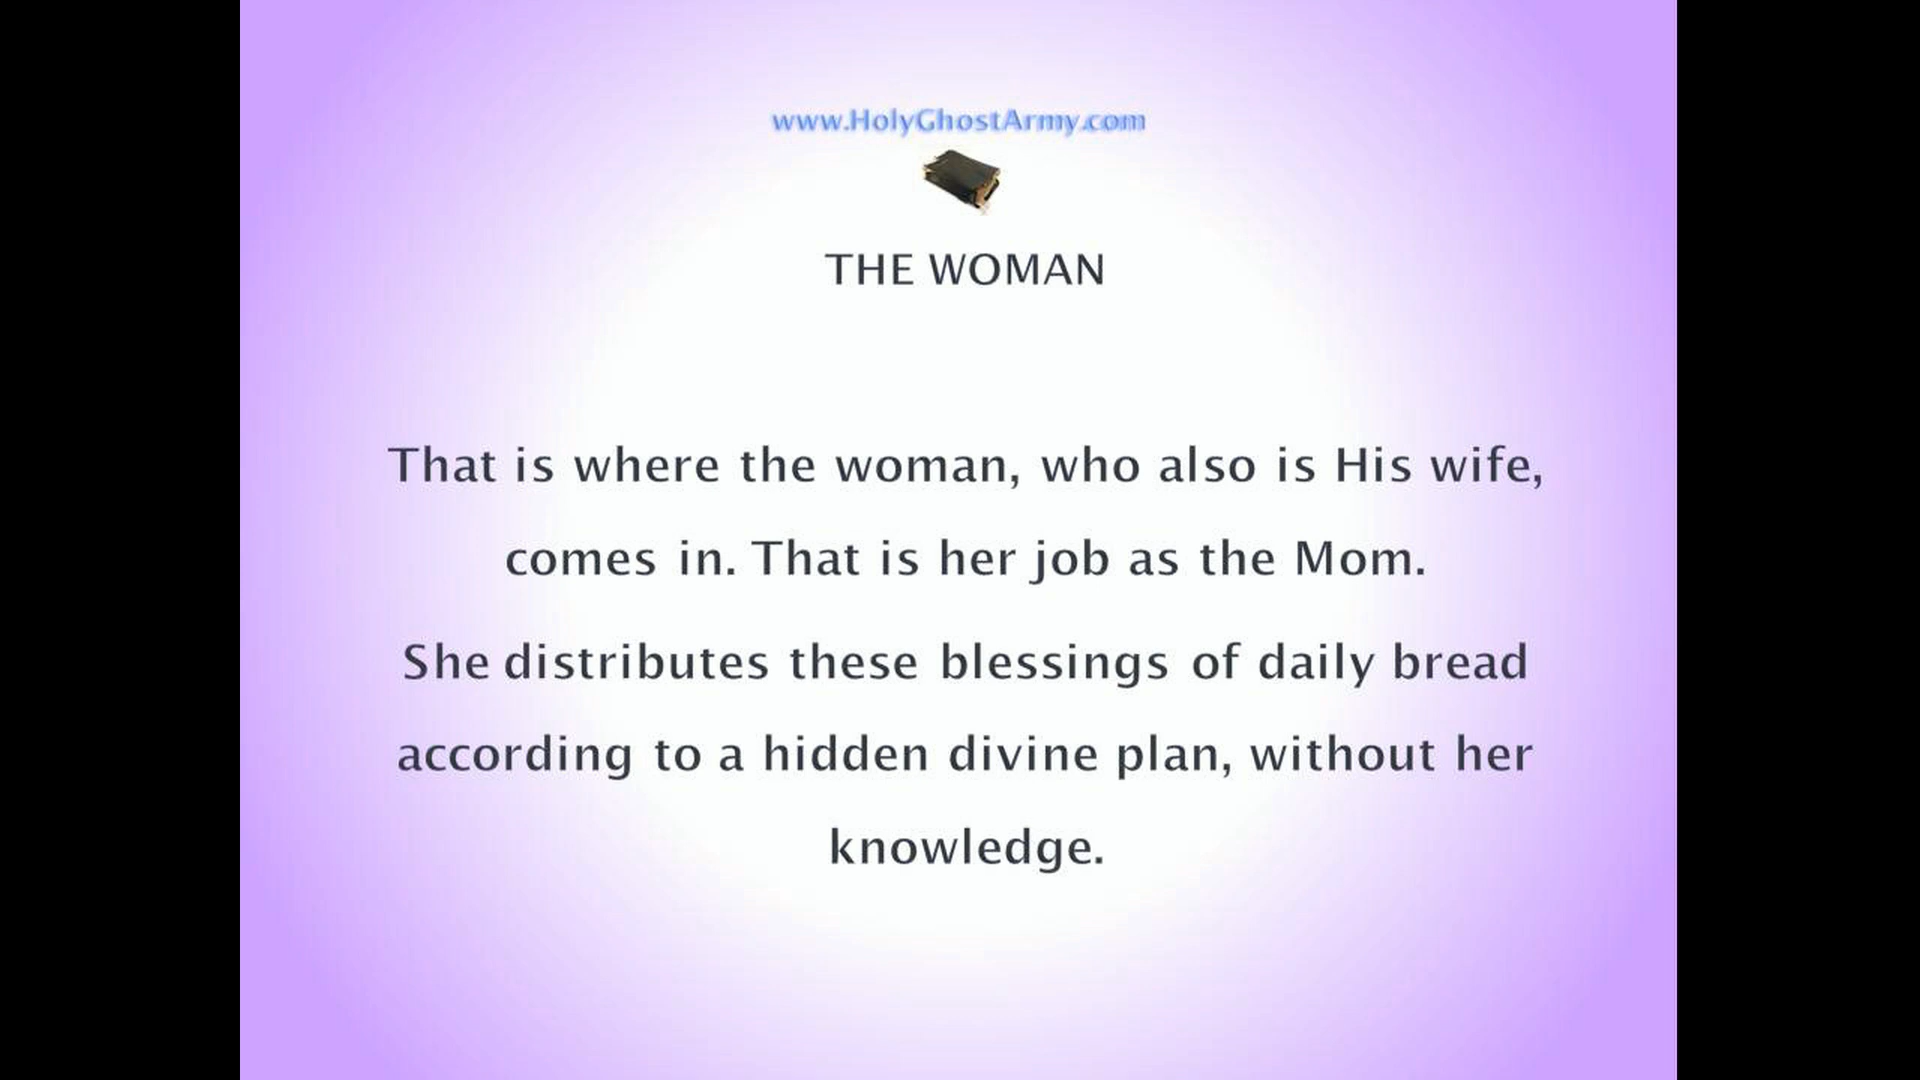 www.HolyGhostArmy.com
THE WOMAN
That is where the woman, who also is His wife,
comes in. That is her job as the Mom.
She distributes these blessings of daily bread
according to a hidden divine plan, without her
knowledge.